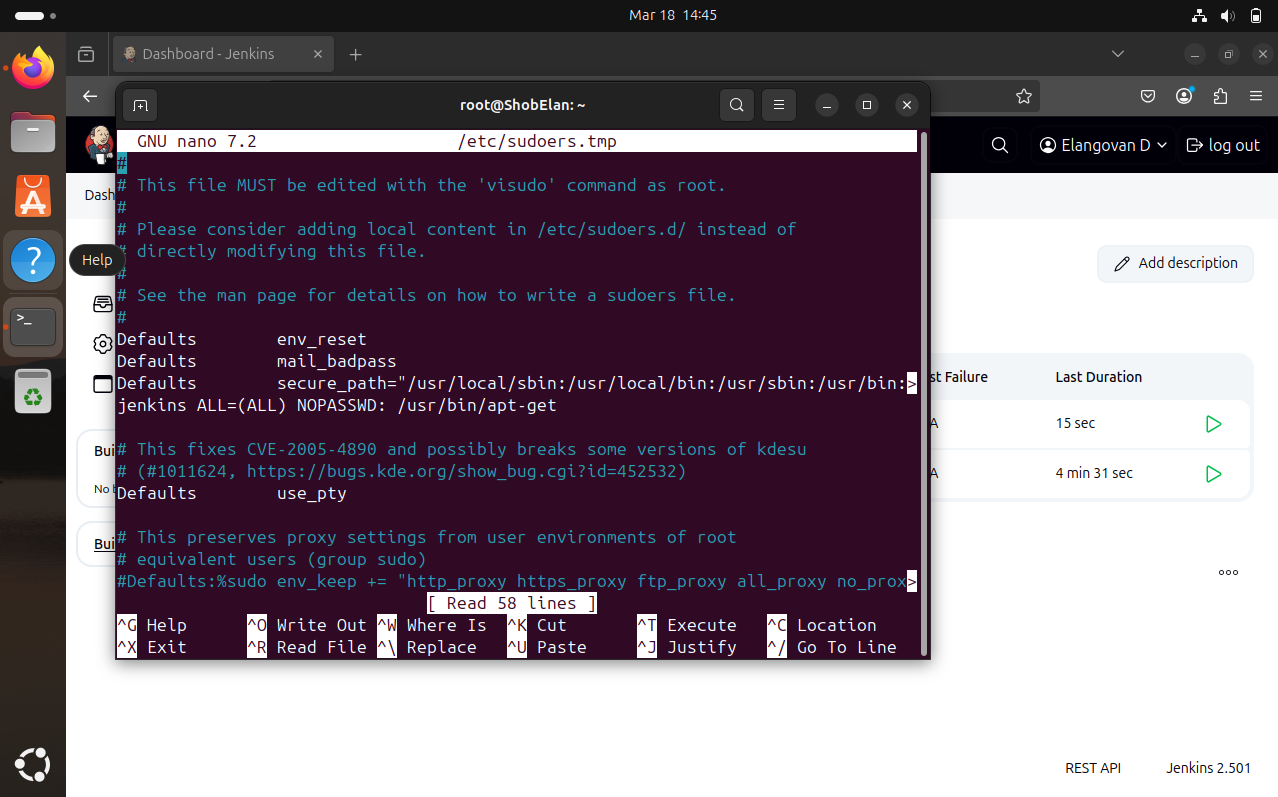 Mar 18 14:45
Dashboard - Jenkins
root@ShobElan: ~
Elangovan D
log out
Dash
Help
Add description
GNU nano 7.2 /etc/sudoers.tmp
#
# This file MUST be edited with the 'visudo' command as root.
#
# Please consider adding local content in /etc/sudoers.d/ instead of
# directly modifying this file.
#
# See the man page for details on how to write a sudoers file.
#
Defaults env_reset
Defaults mail_badpass
Defaults secure_path="/usr/local/sbin:/usr/local/bin:/usr/sbin:/usr/bin:>
jenkins ALL=(ALL) NOPASSWD: /usr/bin/apt-get
# This fixes CVE-2005-4890 and possibly breaks some versions of kdesu
# (#1011624, https://bugs.kde.org/show_bug.cgi?id=452532)
Defaults use_pty
# This preserves proxy settings from user environments of root
# equivalent users (group sudo)
#Defaults:%sudo env_keep += "http_proxy https_proxy ftp_proxy all_proxy no_prox>
[ Read 58 lines ]
^G Help ^O Write Out ^W Where Is ^K Cut ^T Execute ^C Location
^X Exit ^R Read File ^\ Replace ^U Paste ^J Justify ^/ Go To Line
st Failure
Last Duration
A
15 sec
A
4 min 31 sec
Bui
No b
Bui
REST API
Jenkins 2.501